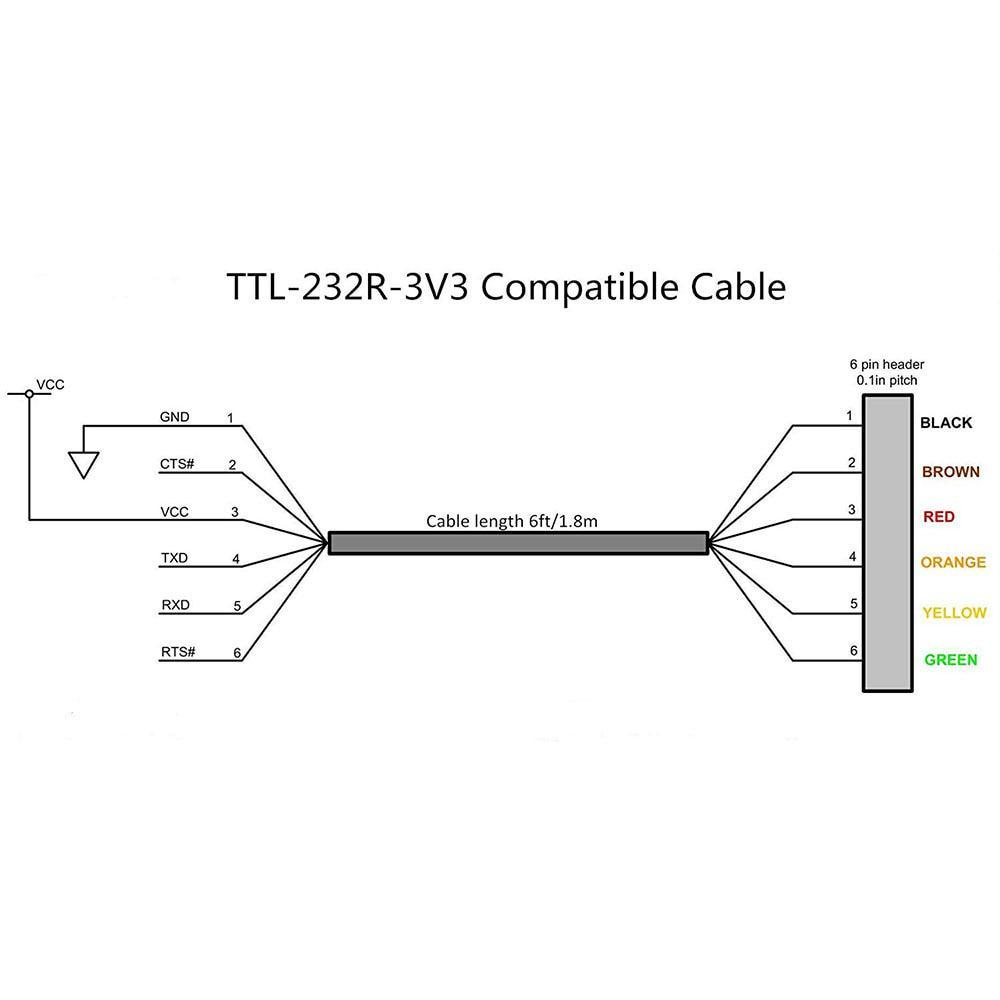 TTL-232R-3V3 Compatible Cable
6 pin header
0.1in pitch
VCC
GND 1
1 BLACK
CTS# 2
2 BROWN
VCC 3
3 RED
Cable length 6ft/1.8m
TXD 4
4 ORANGE
RXD 5
5 YELLOW
RTS# 6
6 GREEN